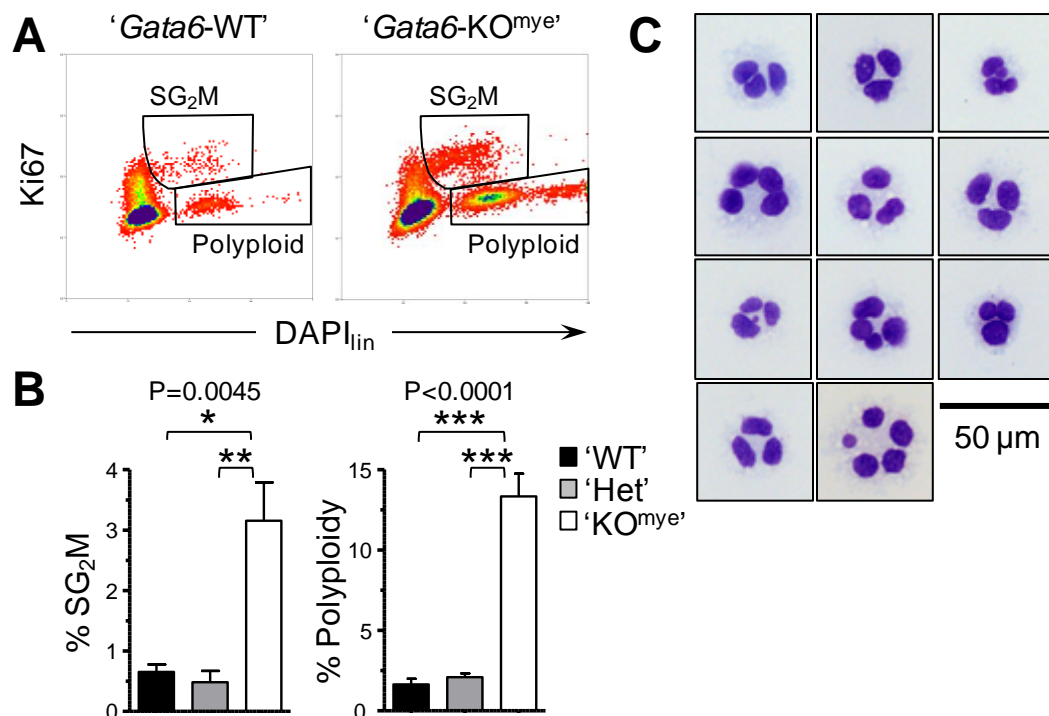 A
'Gata6-WT'
'Gata6-KOmye'
C
SG2M
SG2M
Ki67
Polyploid
Polyploid
DAPIlin
B
P=0.0045
P<0.0001
*
***
**
***
'WT'
'Het'
'KOmye'
4
3
2
1
0
% SG2M
15
10
5
0
% Polyploidy
50 µm